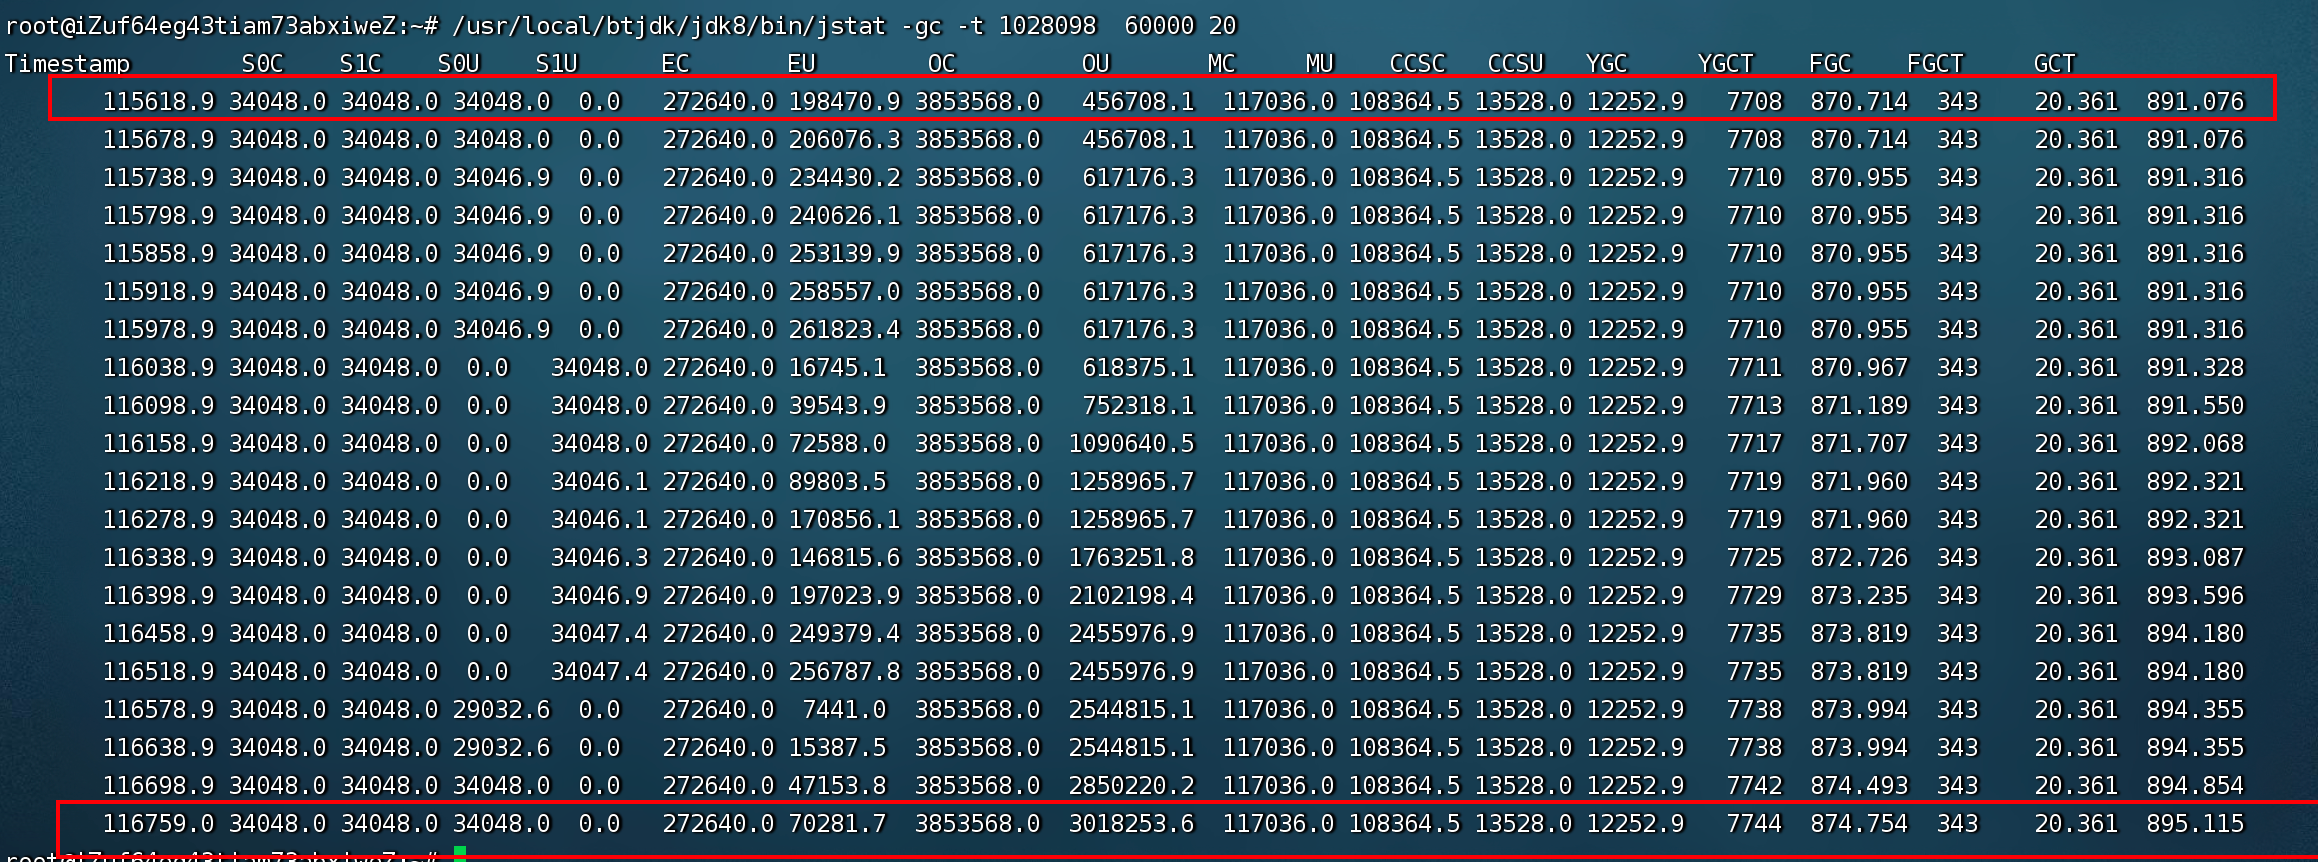 root@iZuf64eg43tiam73abxiweZ:~# /usr/local/btjdk/jdk8/bin/jstat -gc -t 1028098  60000 20
Timestamp        S0C    S1C    S0U    S1U      EC       EU        OC         OU       MC     MU    CCSC   CCSU   YGC     YGCT    FGC    FGCT     GCT
115618.9 34048.0 34048.0 34048.0  0.0   272640.0 198470.9 3853568.0   456708.1  117036.0 108364.5 13528.0 12252.9   7708  870.714  343    20.361  891.076
115678.9 34048.0 34048.0 34048.0  0.0   272640.0 206076.3 3853568.0   456708.1  117036.0 108364.5 13528.0 12252.9   7708  870.714  343    20.361  891.076
115738.9 34048.0 34048.0 34046.9  0.0   272640.0 234430.2 3853568.0   617176.3  117036.0 108364.5 13528.0 12252.9   7710  870.955  343    20.361  891.316
115798.9 34048.0 34048.0 34046.9  0.0   272640.0 240626.1 3853568.0   617176.3  117036.0 108364.5 13528.0 12252.9   7710  870.955  343    20.361  891.316
115858.9 34048.0 34048.0 34046.9  0.0   272640.0 253139.9 3853568.0   617176.3  117036.0 108364.5 13528.0 12252.9   7710  870.955  343    20.361  891.316
115918.9 34048.0 34048.0 34046.9  0.0   272640.0 258557.0 3853568.0   617176.3  117036.0 108364.5 13528.0 12252.9   7710  870.955  343    20.361  891.316
115978.9 34048.0 34048.0 34046.9  0.0   272640.0 261823.4 3853568.0   617176.3  117036.0 108364.5 13528.0 12252.9   7710  870.955  343    20.361  891.316
116038.9 34048.0 34048.0  0.0   34048.0 272640.0 16745.1  3853568.0   618375.1  117036.0 108364.5 13528.0 12252.9   7711  870.967  343    20.361  891.328
116098.9 34048.0 34048.0  0.0   34048.0 272640.0 39543.9  3853568.0   752318.1  117036.0 108364.5 13528.0 12252.9   7713  871.189  343    20.361  891.550
116158.9 34048.0 34048.0  0.0   34048.0 272640.0 72588.0  3853568.0  1090640.5  117036.0 108364.5 13528.0 12252.9   7717  871.707  343    20.361  892.068
116218.9 34048.0 34048.0  0.0   34046.1 272640.0 89803.5  3853568.0  1258965.7  117036.0 108364.5 13528.0 12252.9   7719  871.960  343    20.361  892.321
116278.9 34048.0 34048.0  0.0   34046.1 272640.0 170856.1 3853568.0  1258965.7  117036.0 108364.5 13528.0 12252.9   7719  871.960  343    20.361  892.321
116338.9 34048.0 34048.0  0.0   34046.3 272640.0 146815.6 3853568.0  1763251.8  117036.0 108364.5 13528.0 12252.9   7725  872.726  343    20.361  893.087
116398.9 34048.0 34048.0  0.0   34046.9 272640.0 197023.9 3853568.0  2102198.4  117036.0 108364.5 13528.0 12252.9   7729  873.235  343    20.361  893.596
116458.9 34048.0 34048.0  0.0   34047.4 272640.0 249379.4 3853568.0  2455976.9  117036.0 108364.5 13528.0 12252.9   7735  873.819  343    20.361  894.180
116518.9 34048.0 34048.0  0.0   34047.4 272640.0 256787.8 3853568.0  2455976.9  117036.0 108364.5 13528.0 12252.9   7735  873.819  343    20.361  894.180
116578.9 34048.0 34048.0 29032.6  0.0   272640.0  7441.0  3853568.0  2544815.1  117036.0 108364.5 13528.0 12252.9   7738  873.994  343    20.361  894.355
116638.9 34048.0 34048.0 29032.6  0.0   272640.0 15387.5  3853568.0  2544815.1  117036.0 108364.5 13528.0 12252.9   7738  873.994  343    20.361  894.355
116698.9 34048.0 34048.0 34048.0  0.0   272640.0 47153.8  3853568.0  2850220.2  117036.0 108364.5 13528.0 12252.9   7742  874.493  343    20.361  894.854
116759.0 34048.0 34048.0 34048.0  0.0   272640.0 70281.7  3853568.0  3018253.6  117036.0 108364.5 13528.0 12252.9   7744  874.754  343    20.361  895.115
root@iZuf64eg43tiam73abxiweZ:~#